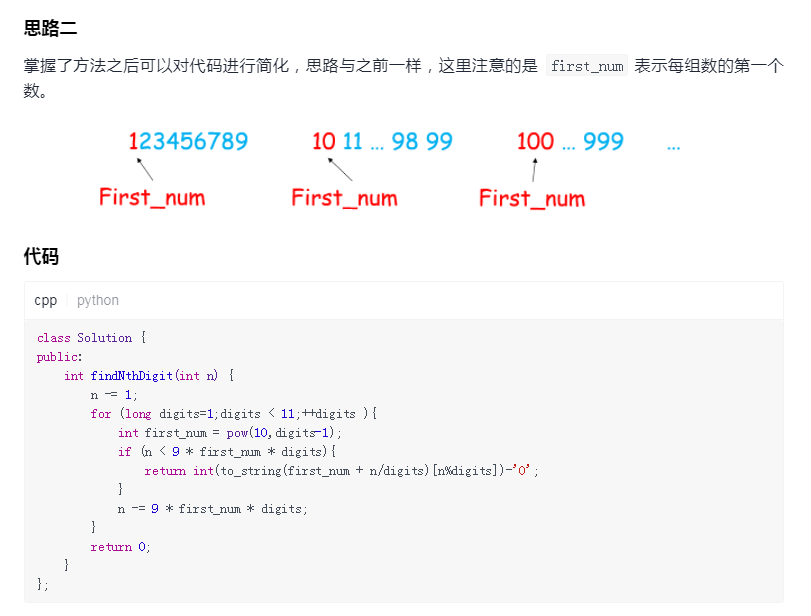 思路二
掌握了方法之后可以对代码进行简化，思路与之前一样，这里注意的是 first_num 表示每组数的第一个
数。
123456789 10 11 ... 98 99 100 ... 999 ...
First_num First_num First_num
代码
cpp python
class Solution {
public:
    int findNthDigit(int n) {
        n -= 1;
        for (long digits=1;digits < 11;++digits ){
            int first_num = pow(10,digits-1);
            if (n < 9 * first_num * digits){
                return int(to_string(first_num + n/digits)[n%digits])-'0';
            }
            n -= 9 * first_num * digits;
        }
        return 0;
    }
};